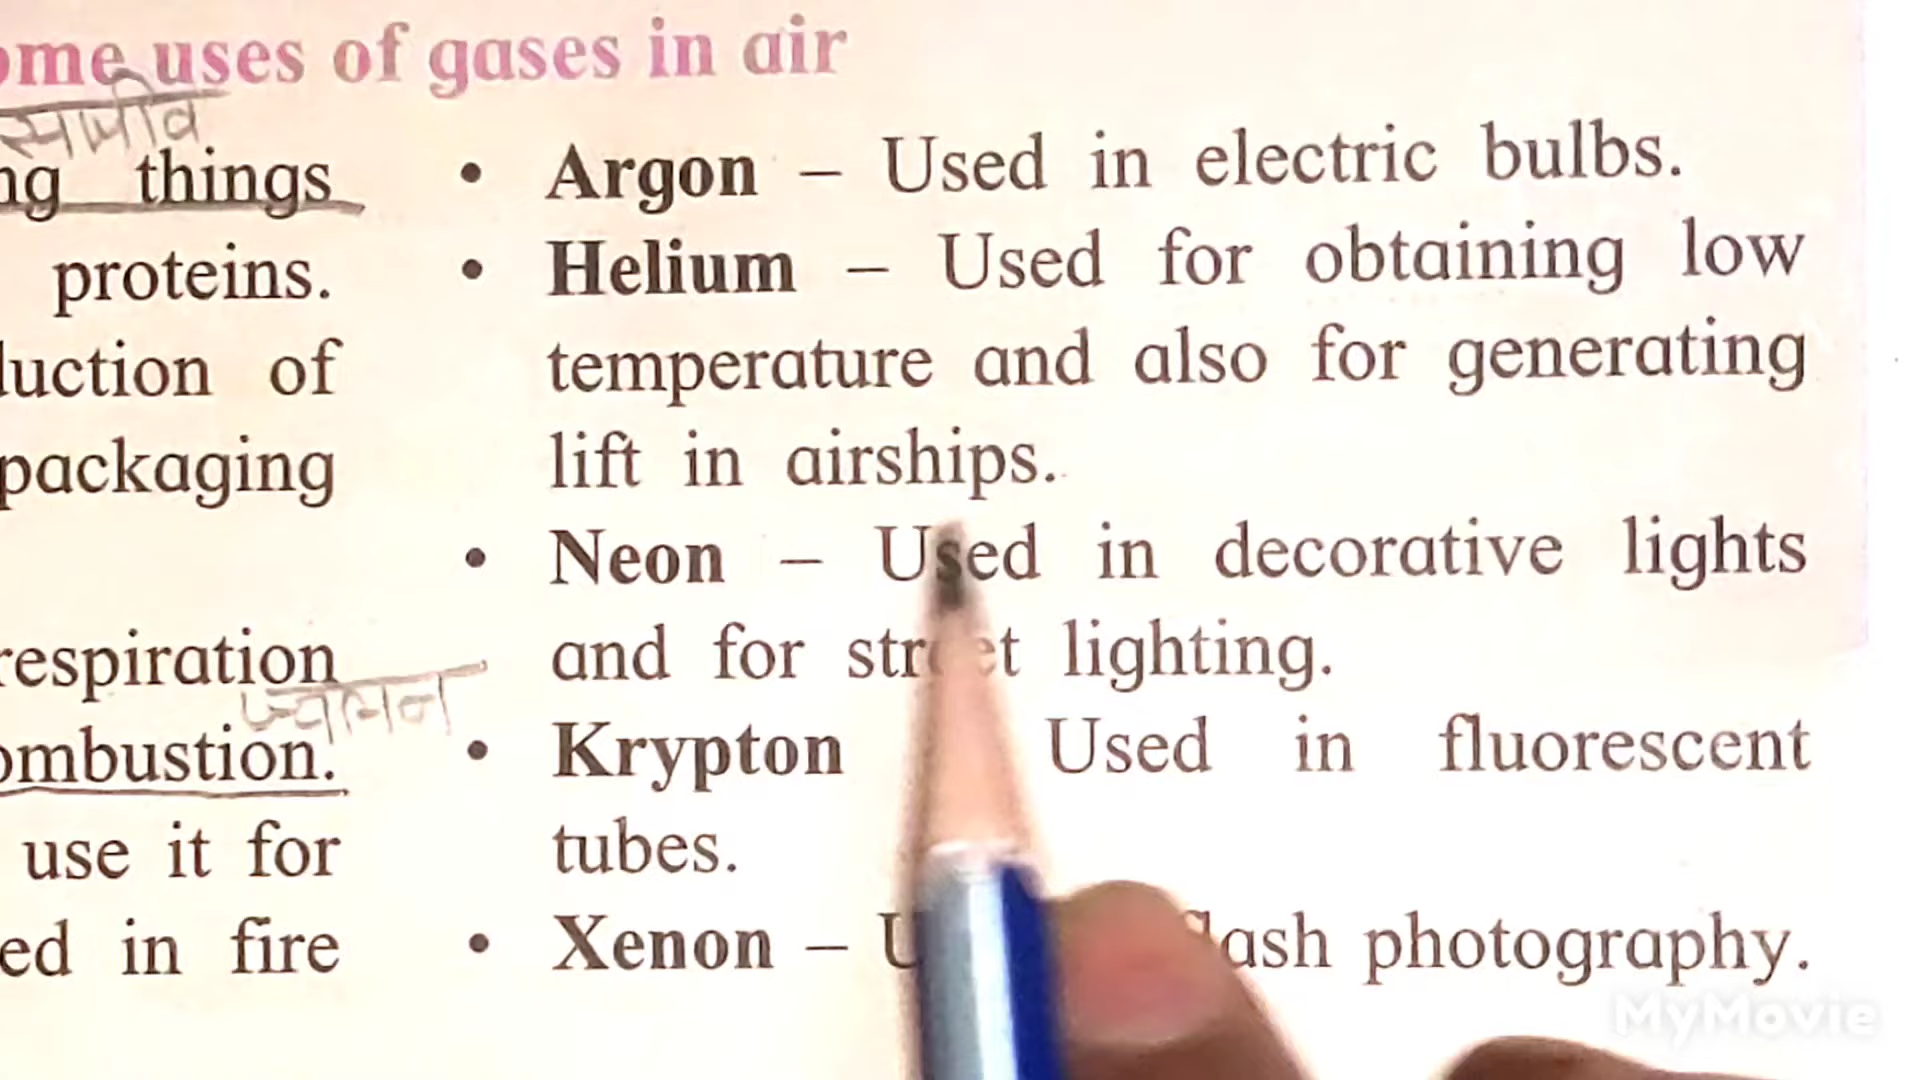 ome uses of gases in air
सजीव
ng things
proteins.
luction of
packaging
respiration
ज्वलन
ombustion.
use it for
ed in fire
• Argon – Used in electric bulbs.
• Helium – Used for obtaining low
temperature and also for generating
lift in airships.
• Neon – Used in decorative lights
and for street lighting.
• Krypton Used in fluorescent
tubes.
• Xenon – flash photography.
MyMovie